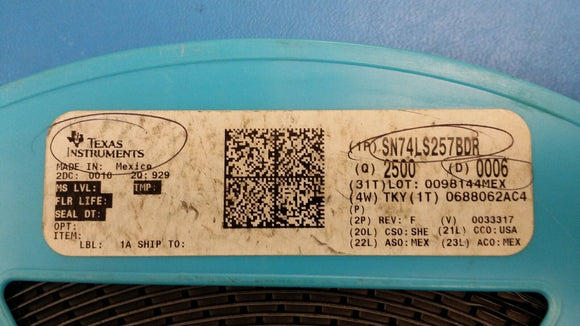 TEXAS
INSTRUMENTS
MADE IN: Mexico
2DC: 0010 2Q: 929
MS LVL: TMP:
FLR LIFE:
SEAL DT:
OPT:
ITEM:
LBL: 1A SHIP TO:
(1P) SN74LS257BDR
(Q) 2500 (D) 0006
(31T) LOT: 0098144MEX
(4W) TKY (1T) 0688062AC4
(P)
(2P) REV: F (V) 0033317
(20L) CSO: SHE (21L) CCO: USA
(22L) ASO: MEX (23L) ACO: MEX